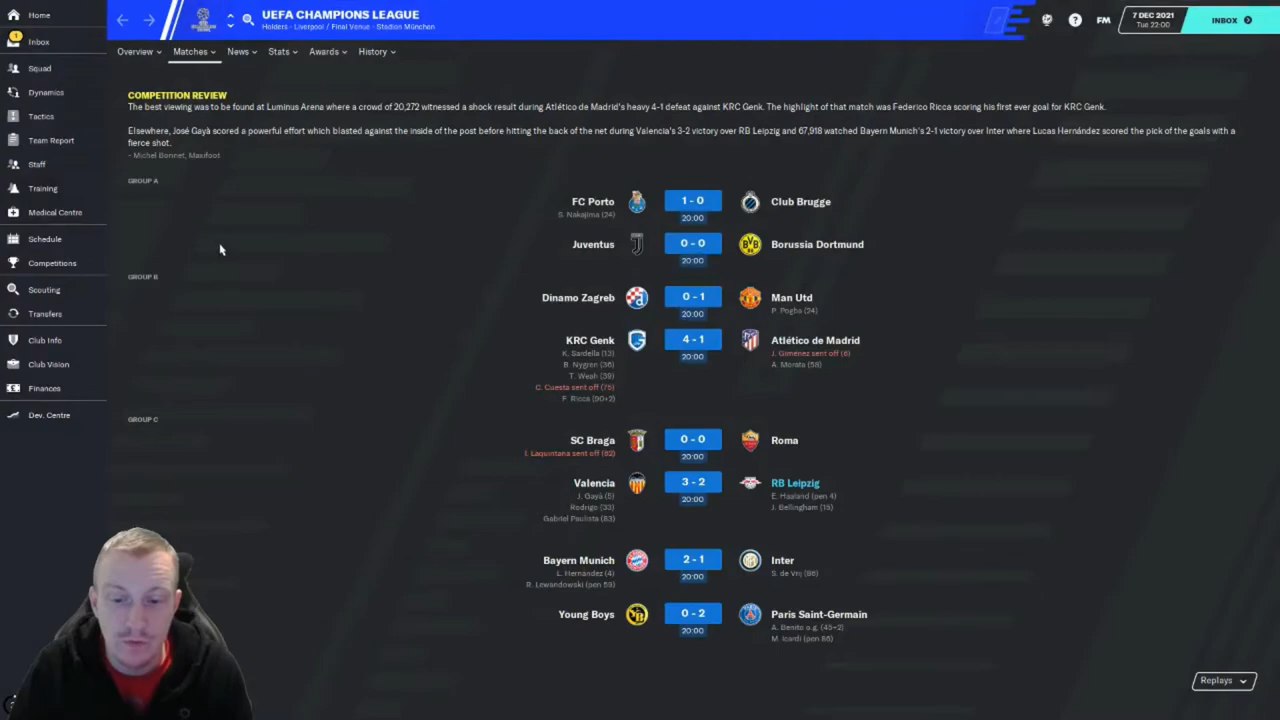 Home
1
Inbox
Squad
Dynamics
Tactics
Team Report
Staff
Training
Medical Centre
Schedule
Competitions
Scouting
Transfers
Club Info
Club Vision
Finances
Dev. Centre
UEFA CHAMPIONS LEAGUE
Holders - Liverpool / Final Venue - Stadion München
FM
7 DEC 2021
Tue 22:00
INBOX
Overview
Matches
News
Stats
Awards
History
COMPETITION REVIEW
The best viewing was to be found at Luminus Arena where a crowd of 20,272 witnessed a shock result during Atlético de Madrid's heavy 4-1 defeat against KRC Genk. The highlight of that match was Federico Ricca scoring his first ever goal for KRC Genk.
Elsewhere, José Gayà scored a powerful effort which blasted against the inside of the post before hitting the back of the net during Valencia's 3-2 victory over RB Leipzig and 67,918 watched Bayern Munich's 2-1 victory over Inter where Lucas Hernández scored the pick of the goals with a
fierce shot.
- Michel Bonnet, Maxifoot
GROUP A
FC Porto 1 - 0 Club Brugge
S. Nakajima (24) 20:00
Juventus 0 - 0 Borussia Dortmund
20:00
GROUP B
Dinamo Zagreb 0 - 1 Man Utd
20:00 P. Pogba (24)
KRC Genk 4 - 1 Atlético de Madrid
K. Sardella (13) 20:00 J. Giménez sent off (6)
B. Nygren (36) A. Morata (58)
T. Weah (39)
C. Cuesta sent off (75)
F. Ricca (90+2)
GROUP C
SC Braga 0 - 0 Roma
I. Laquintana sent off (82) 20:00
Valencia 3 - 2 RB Leipzig
J. Gayà (5) 20:00 E. Haaland (pen 4)
Rodrigo (33) J. Bellingham (15)
Gabriel Paulista (83)
Bayern Munich 2 - 1 Inter
L. Hernández (4) 20:00 S. de Vrij (86)
R. Lewandowski (pen 59)
Young Boys 0 - 2 Paris Saint-Germain
20:00 A. Benito o.g. (45+2)
M. Icardi (pen 88)
Replays